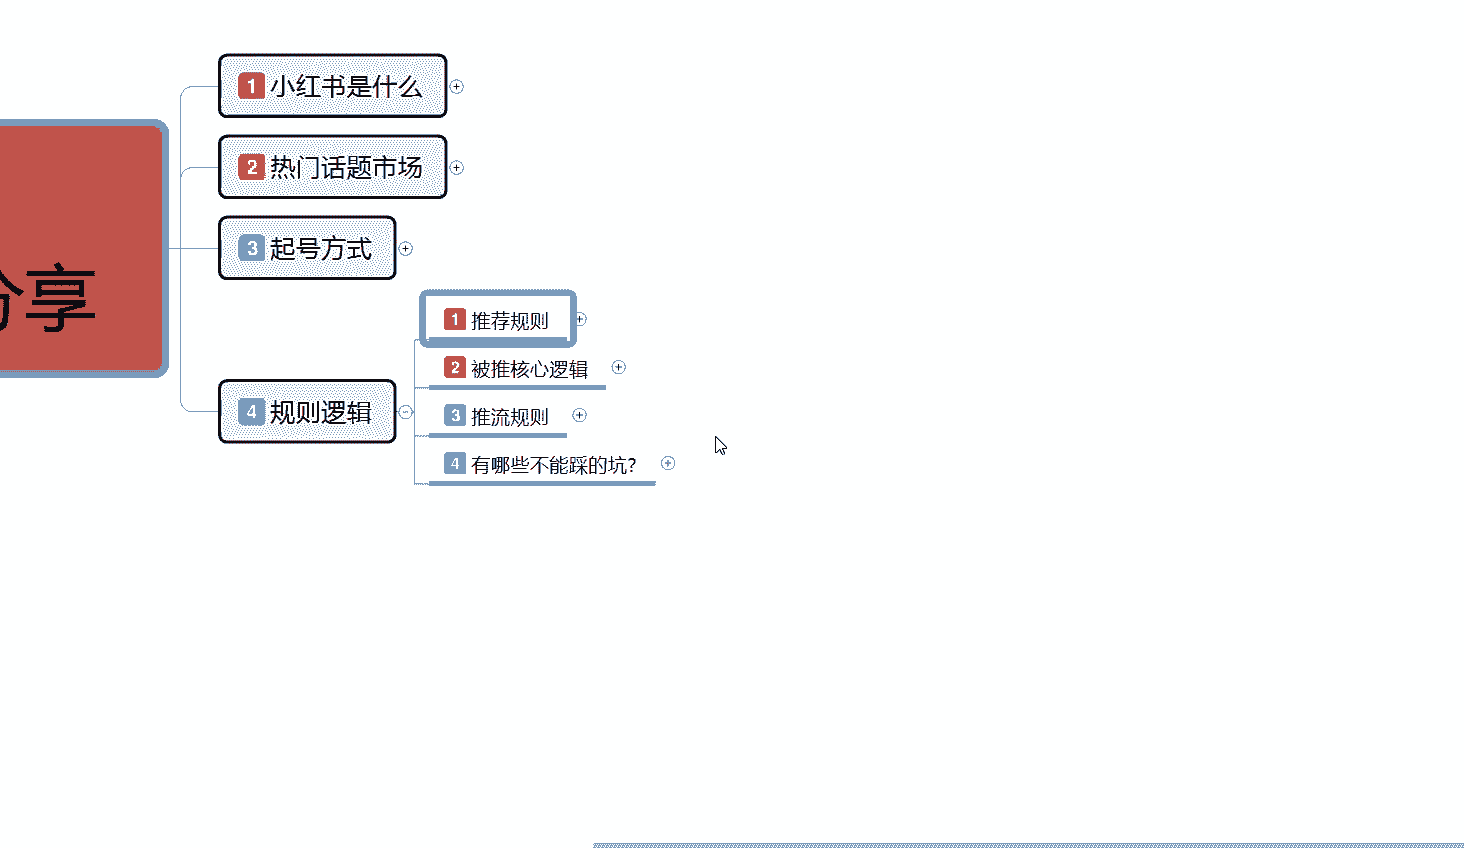 分享
1 小红书是什么
2 热门话题市场
3 起号方式
4 规则逻辑
1 推荐规则
2 被推核心逻辑
3 推流规则
4 有哪些不能踩的坑?